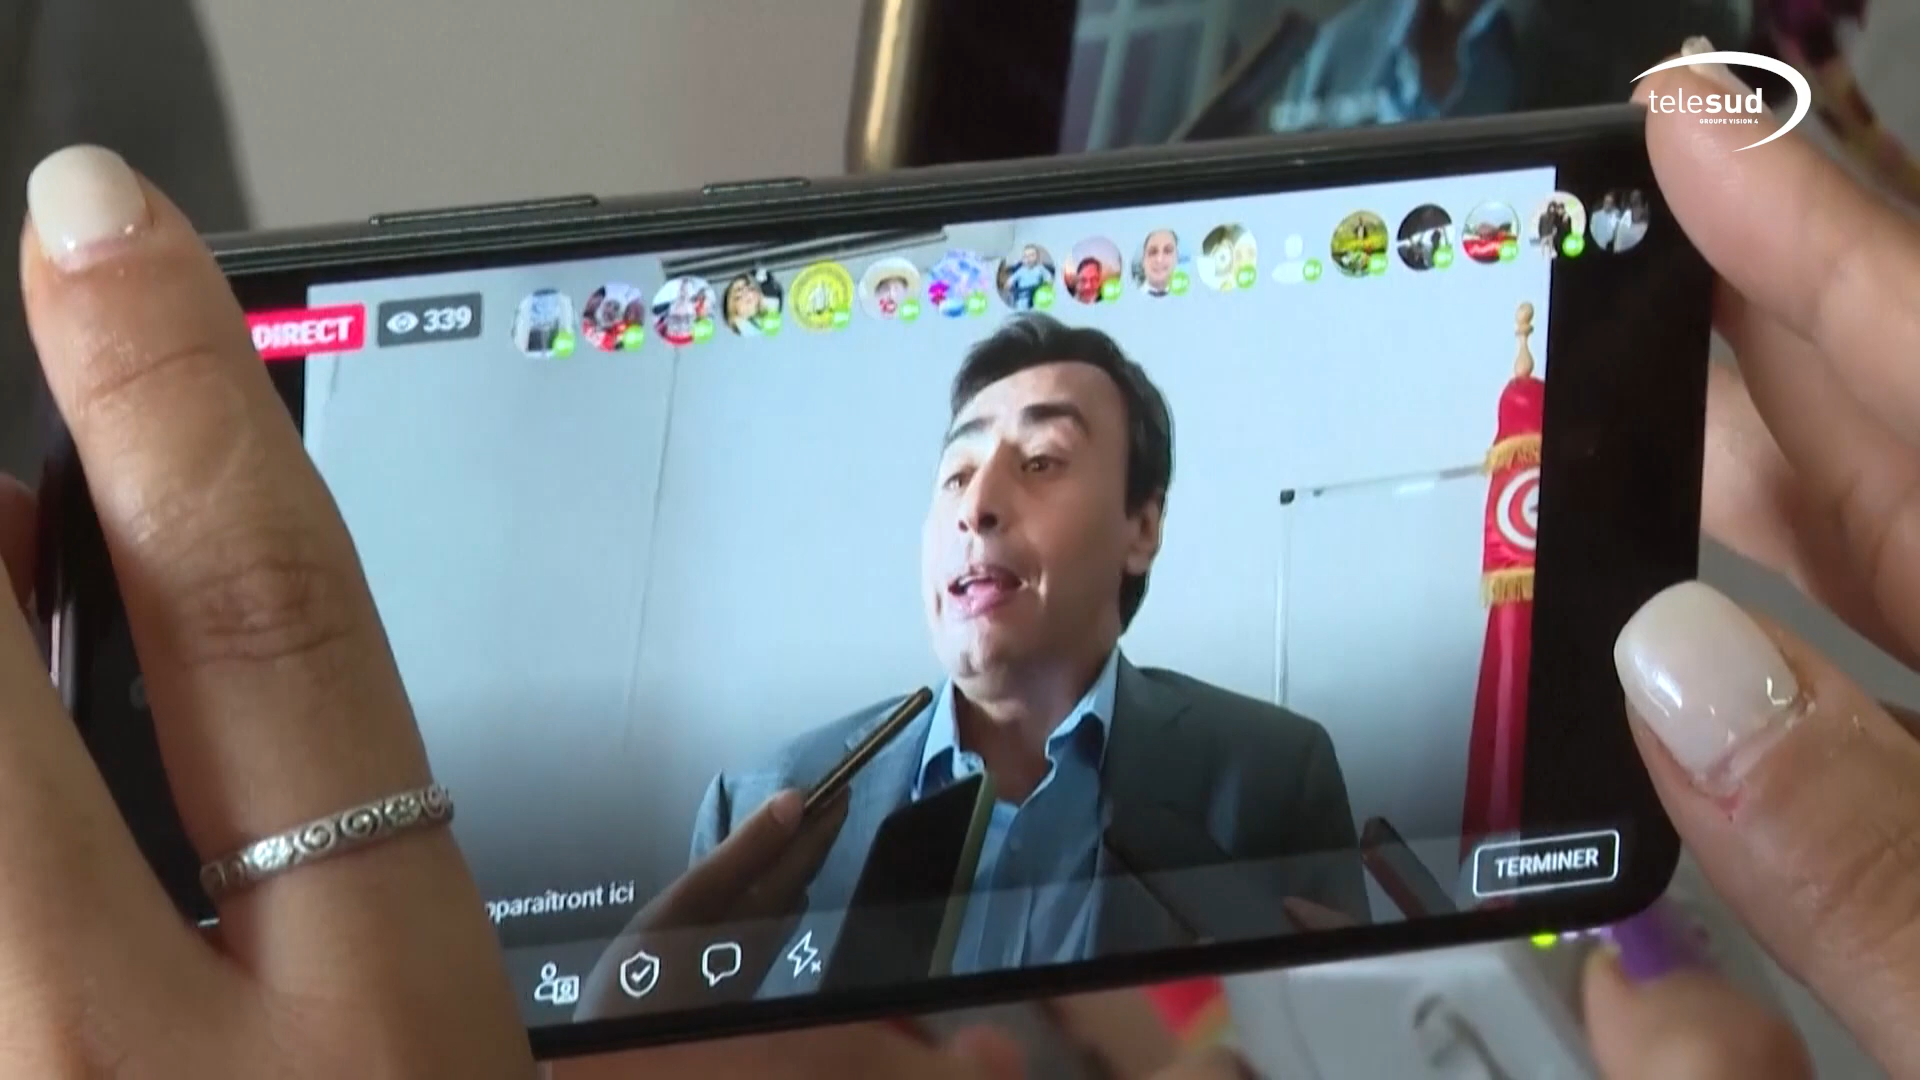 telesud
GROUPE VISION 4
DIRECT
339
TERMINER
pparaîtront ici